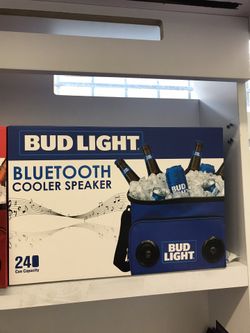 BUD LIGHT
BLUETOOTH
COOLER SPEAKER
24
Can Capacity
BUD
BUD
LIGHT